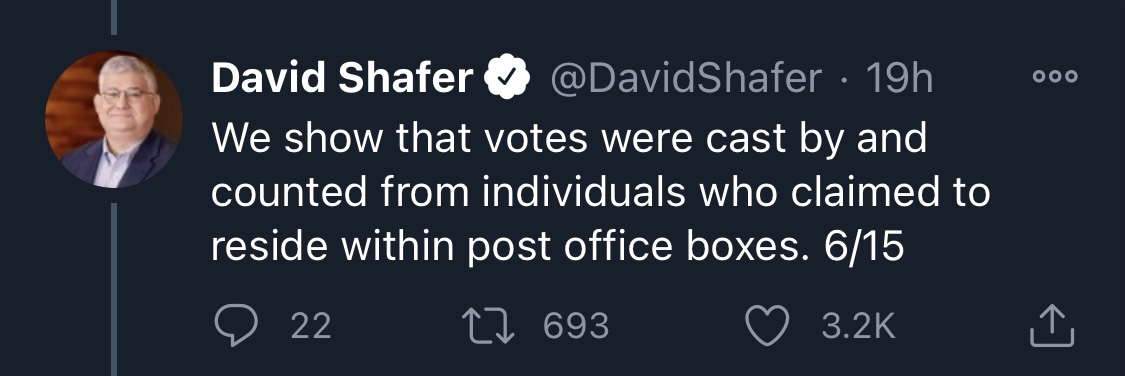 David Shafer @DavidShafer · 19h
We show that votes were cast by and
counted from individuals who claimed to
reside within post office boxes. 6/15
22 693 3.2K